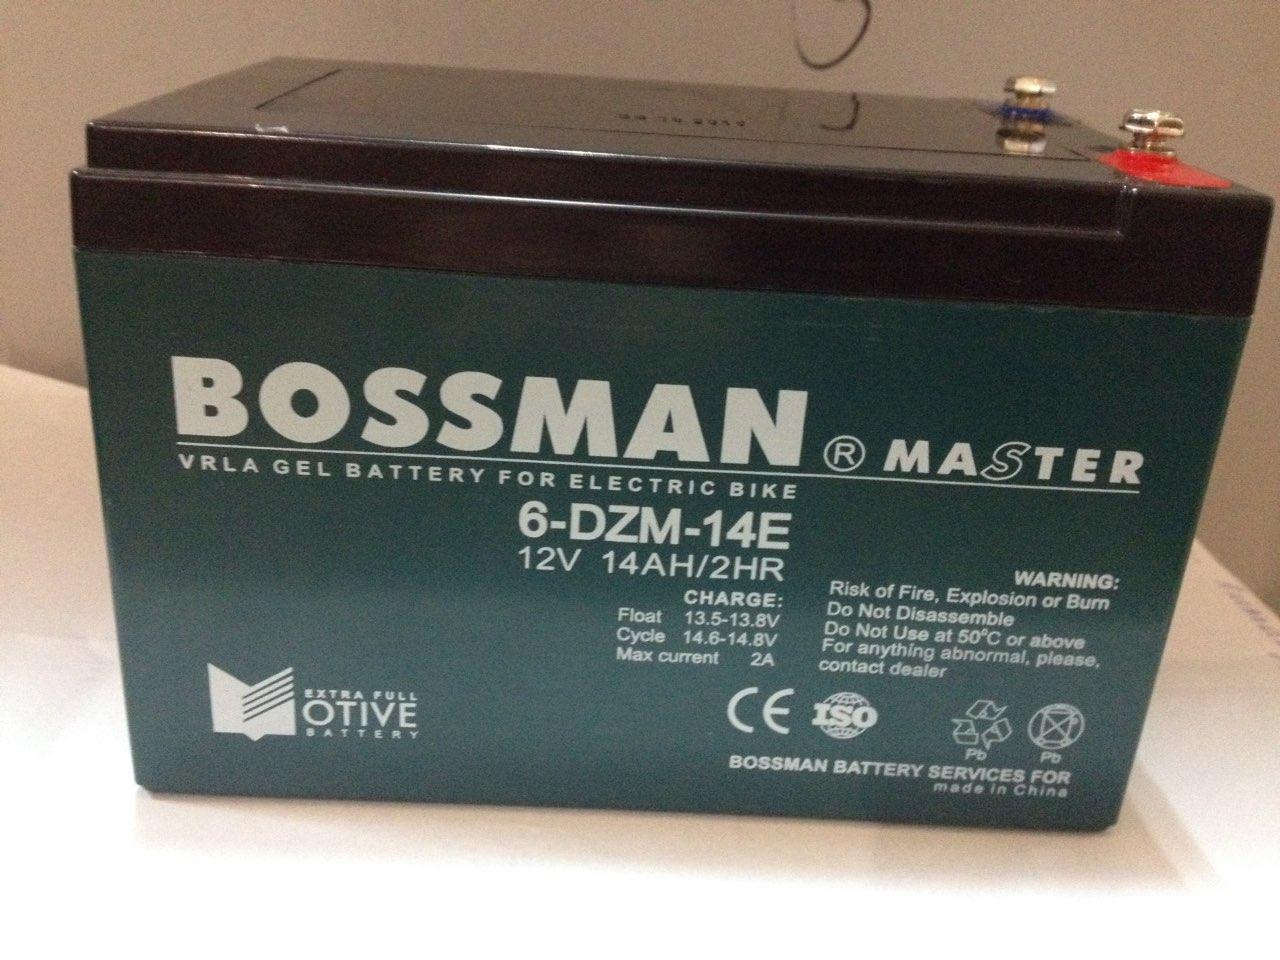 BOSSMAN ® MASTER
VRLA GEL BATTERY FOR ELECTRIC BIKE
6-DZM-14E
12V 14AH/2HR
CHARGE:
Float 13.5-13.8V
Cycle 14.6-14.8V
Max current 2A
WARNING:
Risk of Fire, Explosion or Burn
Do Not Disassemble
Do Not Use at 50°C or above
For anything abnormal, please,
contact dealer
EXTRA FULL
OTIVE
BATTERY
CE ISO
Pb Pb
BOSSMAN BATTERY SERVICES FOR
made in China